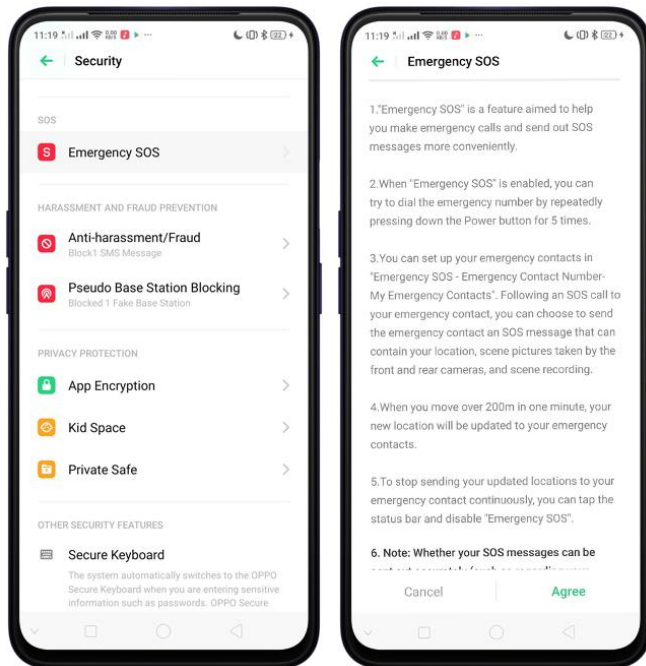 11:19
22
Security
SOS
Emergency SOS
HARASSMENT AND FRAUD PREVENTION
Anti-harassment/Fraud
Block1 SMS Message
Pseudo Base Station Blocking
Blocked 1 Fake Base Station
PRIVACY PROTECTION
App Encryption
Kid Space
Private Safe
OTHER SECURITY FEATURES
Secure Keyboard
The system automatically switches to the OPPO
Secure Keyboard when you are entering sensitive
information such as passwords. OPPO Secure
11:19
22
Emergency SOS
1."Emergency SOS" is a feature aimed to help
you make emergency calls and send out SOS
messages more conveniently.
2.When "Emergency SOS" is enabled, you can
try to dial the emergency number by repeatedly
pressing down the Power button for 5 times.
3.You can set up your emergency contacts in
"Emergency SOS - Emergency Contact Number-
My Emergency Contacts". Following an SOS call to
your emergency contact, you can choose to send
the emergency contact an SOS message that can
contain your location, scene pictures taken by the
front and rear cameras, and scene recording.
4.When you move over 200m in one minute, your
new location will be updated to your emergency
contacts.
5.To stop sending your updated locations to your
emergency contact continuously, you can tap the
status bar and disable "Emergency SOS".
6. Note: Whether your SOS messages can be
Cancel
Agree